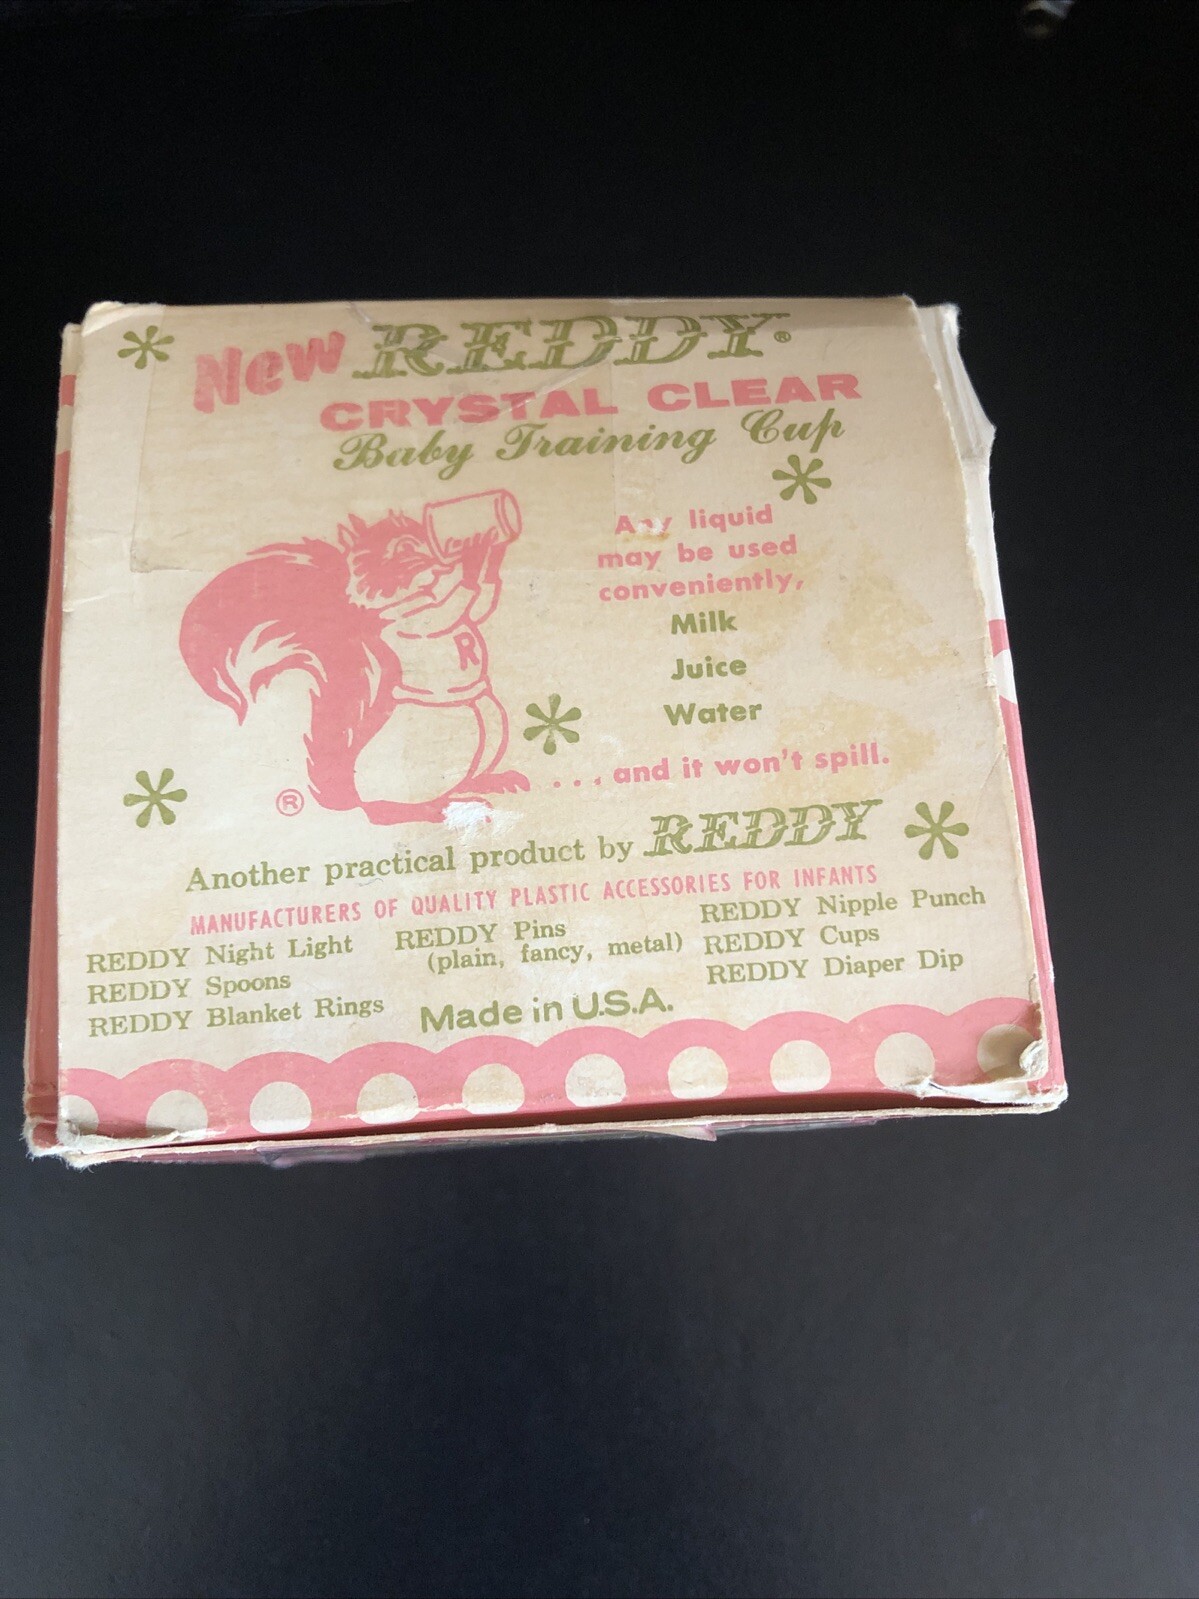 New REDDY®
CRYSTAL CLEAR
Baby Training Cup
Any liquid
may be used
conveniently,
Milk
Juice
Water
. . . and it won't spill.
R
®
Another practical product by REDDY
MANUFACTURERS OF QUALITY PLASTIC ACCESSORIES FOR INFANTS
REDDY Night Light
REDDY Spoons
REDDY Blanket Rings
REDDY Pins
(plain, fancy, metal)
REDDY Nipple Punch
REDDY Cups
REDDY Diaper Dip
Made in U.S.A.